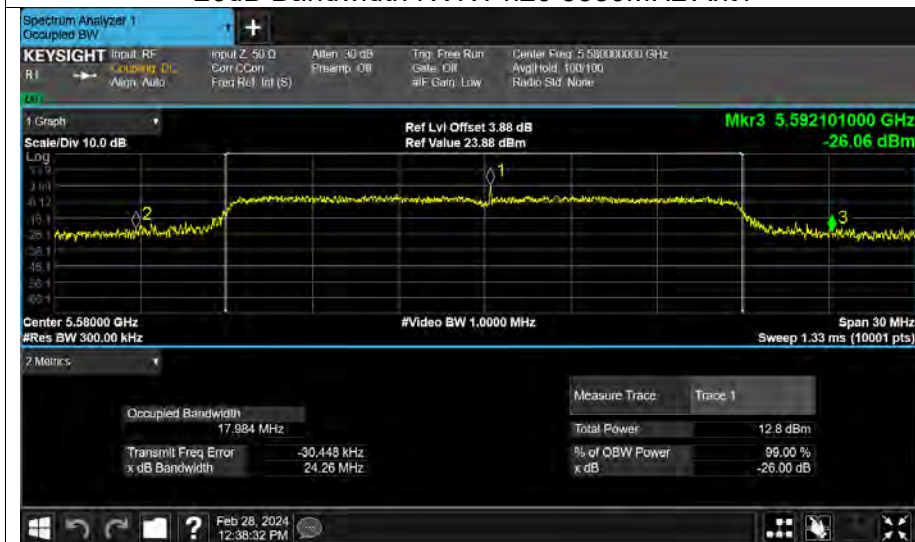 Spectrum Analyzer 1
Occupied BW
+
KEYSIGHT Input: RF Input Z: 50 Ω Atten: 30 dB Trig: Free Run Center Freq: 5.580000000 GHz
Coupling: DC Corr CCorr Preamp: Off Gate: Off Avg|Hold: 100/100
Align: Auto Freq Ref: Int (S) #IF Gain: Low Radio Std: None
1 Graph
Ref Lvl Offset 3.88 dB
Mkr3 5.592101000 GHz
Scale/Div 10.0 dB
Ref Value 23.88 dBm
-26.06 dBm
Log
1
2
3
Center 5.58000 GHz
#Video BW 1.0000 MHz
Span 30 MHz
#Res BW 300.00 kHz
Sweep 1.33 ms (10001 pts)
2 Metrics
Measure Trace Trace 1
Occupied Bandwidth
17.984 MHz
Total Power 12.8 dBm
Transmit Freq Error -30.448 kHz
% of OBW Power 99.00 %
x dB Bandwidth 24.26 MHz
x dB -26.00 dB
?
Feb 28, 2024
12:38:32 PM